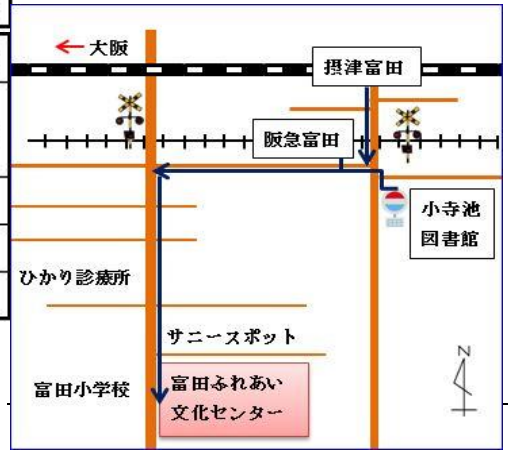 大阪
摂津富田
阪急富田
小寺池
図書館
ひかり診療所
サニースポット
富田小学校
富田ふれあい
文化センター
N